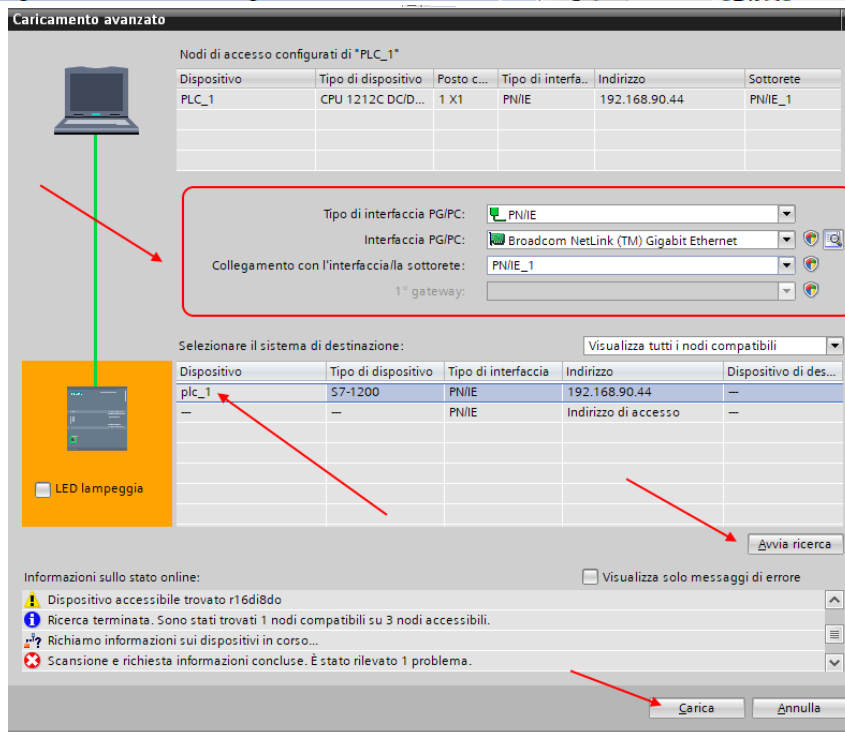 Caricamento avanzato
Nodi di accesso configurati di "PLC_1"
Dispositivo Tipo di dispositivo Posto c... Tipo di interfa.. Indirizzo Sottorete
PLC_1 CPU 1212C DC/D... 1 X1 PN/IE 192.168.90.44 PN/IE_1
Tipo di interfaccia PG/PC: PN/IE
Interfaccia PG/PC: Broadcom NetLink (TM) Gigabit Ethernet
Collegamento con l'interfaccia/la sottorete: PN/IE_1
1° gateway:
Selezionare il sistema di destinazione: Visualizza tutti i nodi compatibili
Dispositivo Tipo di dispositivo Tipo di interfaccia Indirizzo Dispositivo di des...
plc_1 S7-1200 PN/IE 192.168.90.44 —
— — PN/IE Indirizzo di accesso —
LED lampeggia
Avvia ricerca
Informazioni sullo stato online: Visualizza solo messaggi di errore
Dispositivo accessibile trovato r16di8do
Ricerca terminata. Sono stati trovati 1 nodi compatibili su 3 nodi accessibili.
Richiamo informazioni sui dispositivi in corso...
Scansione e richiesta informazioni concluse. È stato rilevato 1 problema.
Carica Annulla